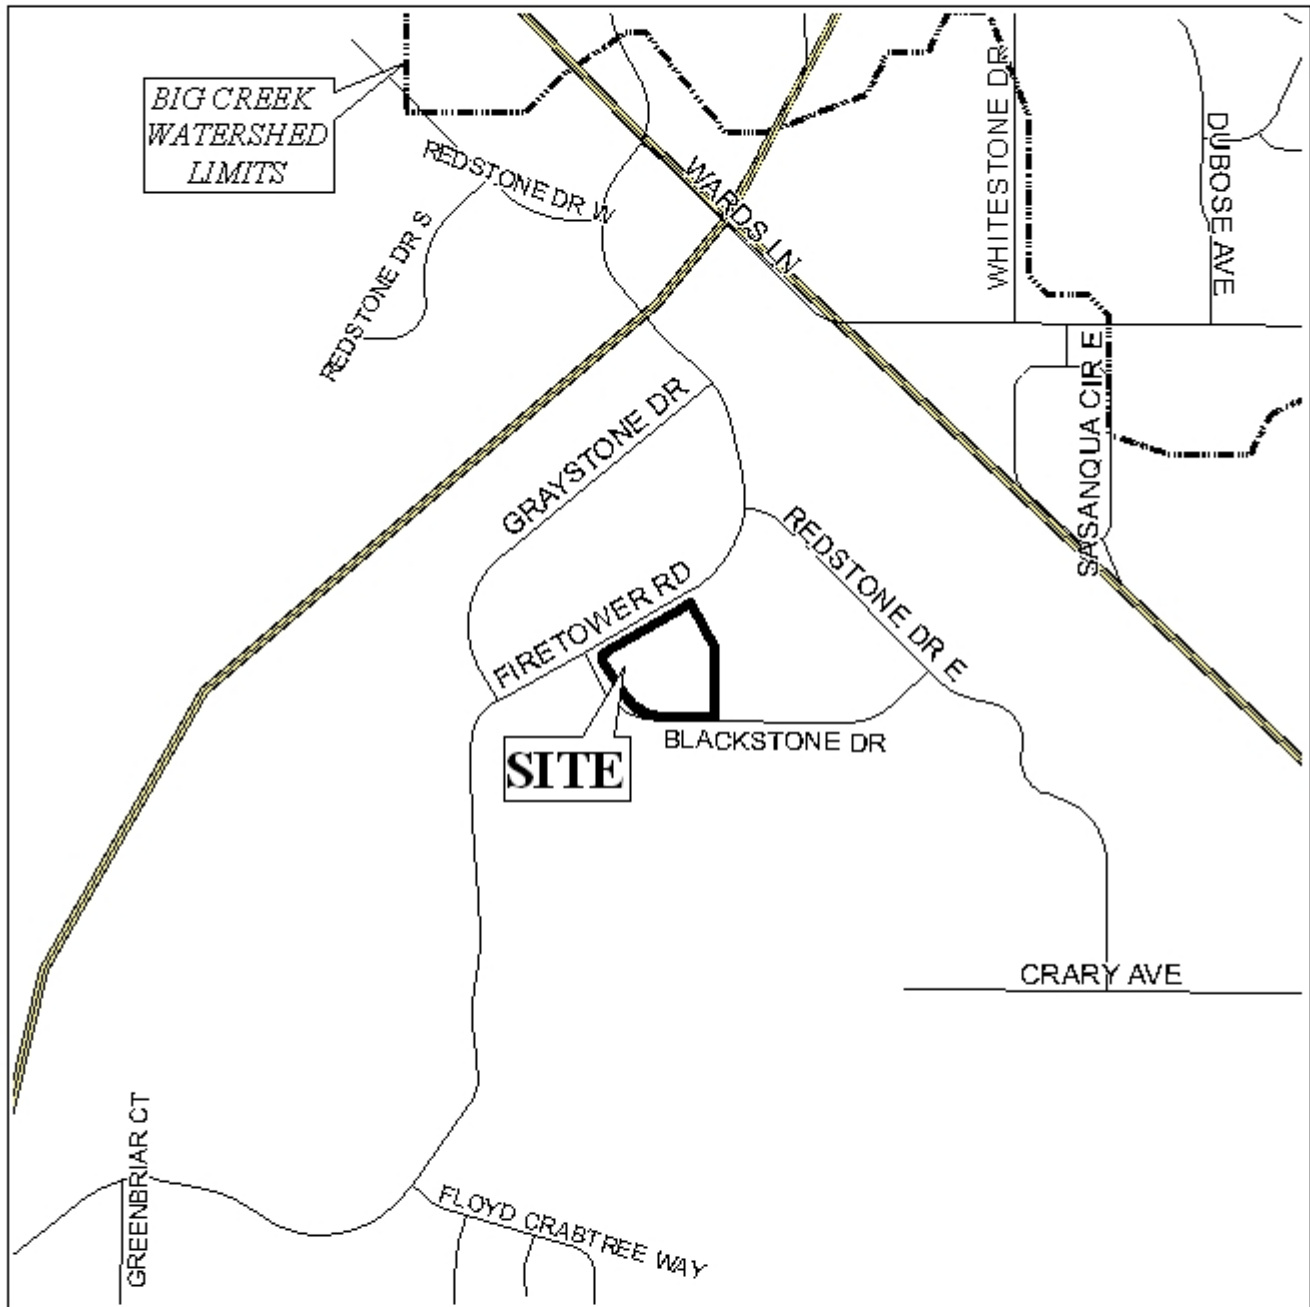 BIG CREEK
WATERSHED
LIMITS
REDSTONE DR W
REDSTONE DR S
WARDS LN
WHITESTONE DR
DUBOSE AVE
SASANQUA CIR E
GRAYSTONE DR
REDSTONE DR E
FIRETOWER RD
SITE
BLACKSTONE DR
CRARY AVE
GREENBRIAR CT
FLOYD CRABTREE WAY